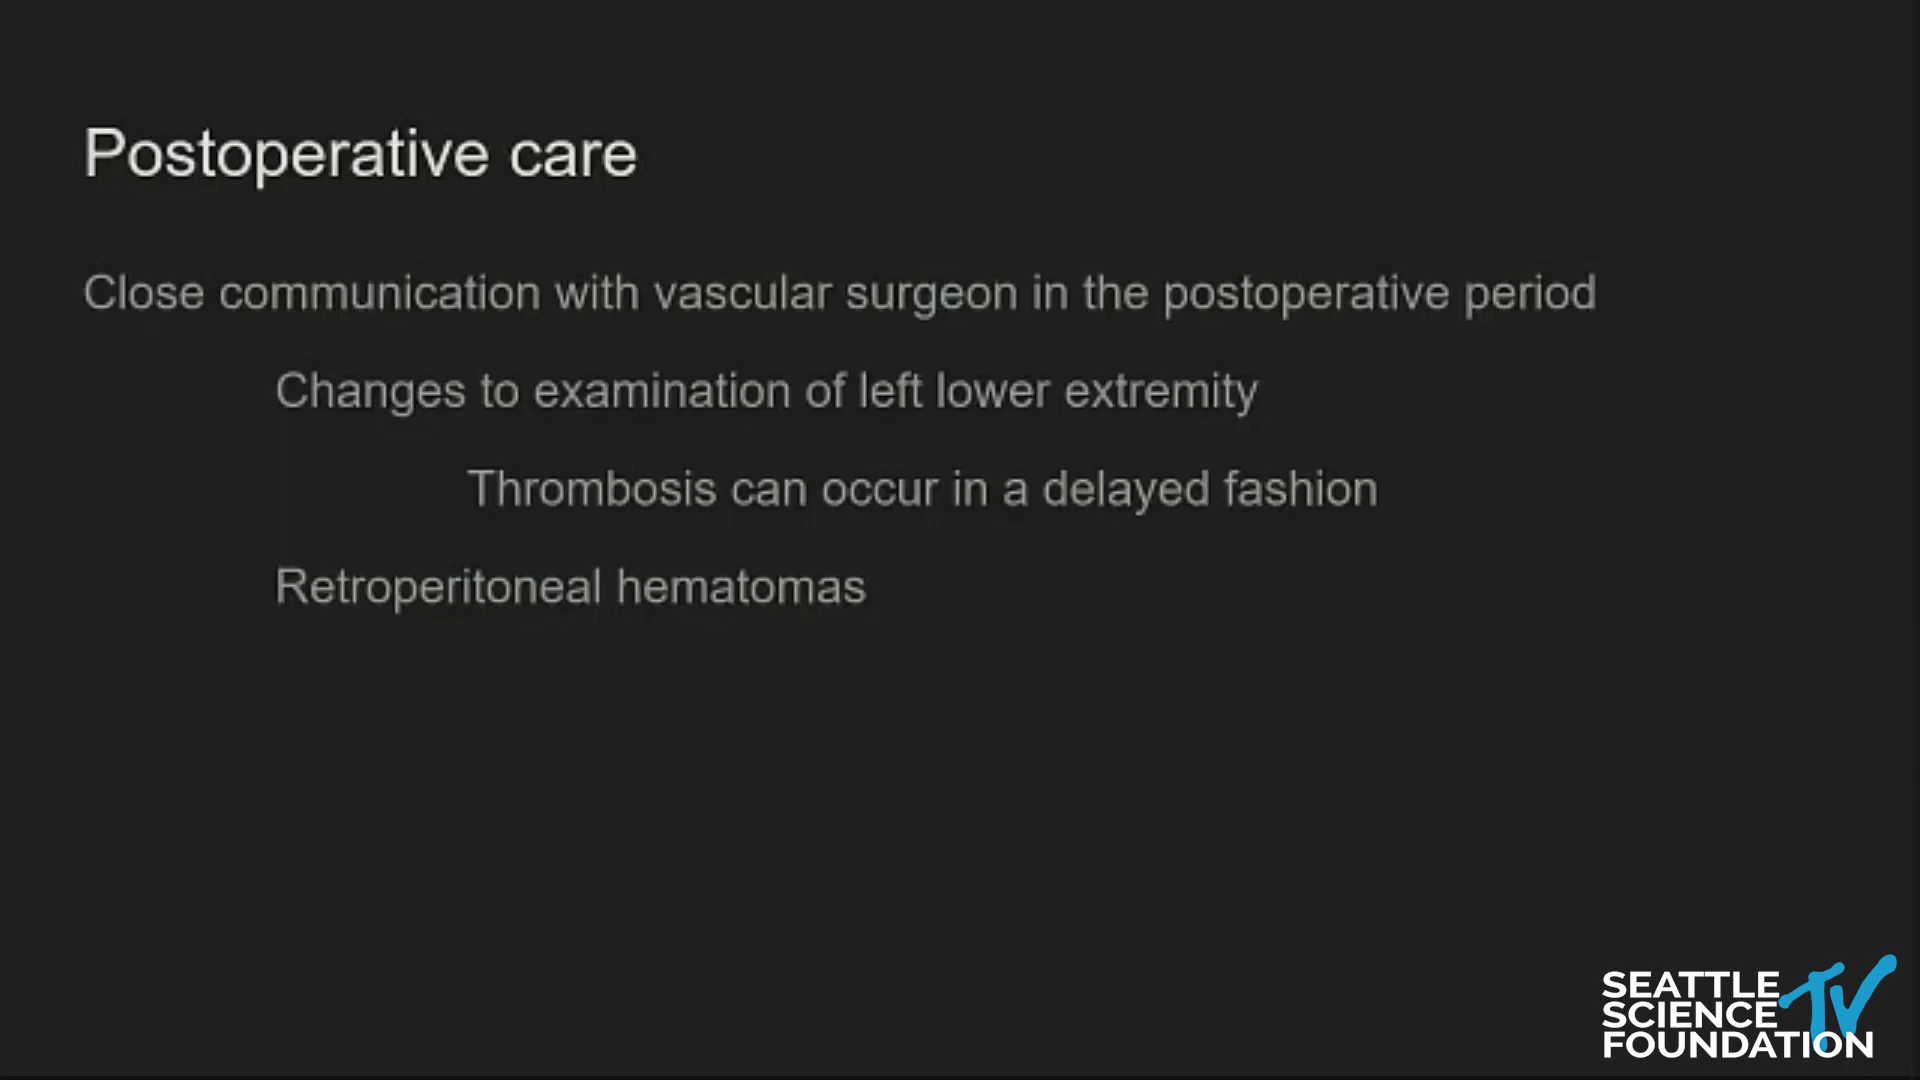 Postoperative care
Close communication with vascular surgeon in the postoperative period
Changes to examination of left lower extremity
Thrombosis can occur in a delayed fashion
Retroperitoneal hematomas
SEATTLE
SCIENCE
FOUNDATION
TV